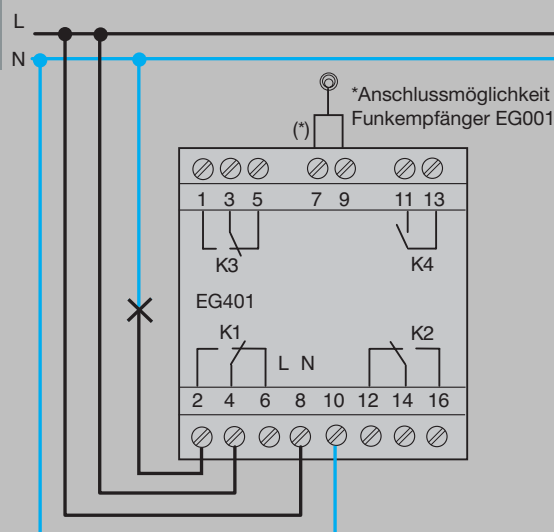 L
N
*Anschlussmöglichkeit
Funkempfänger EG001
(*)
1 3 5 7 9 11 13
K3 K4
EG401
K1 K2
L N
2 4 6 8 10 12 14 16